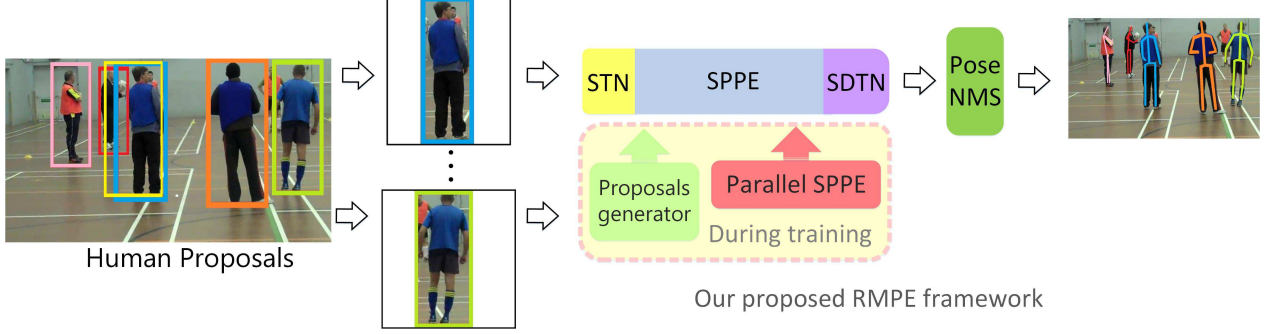 Human Proposals
STN
SPPE
SDTN
Pose
NMS
Proposals
generator
Parallel SPPE
During training
Our proposed RMPE framework